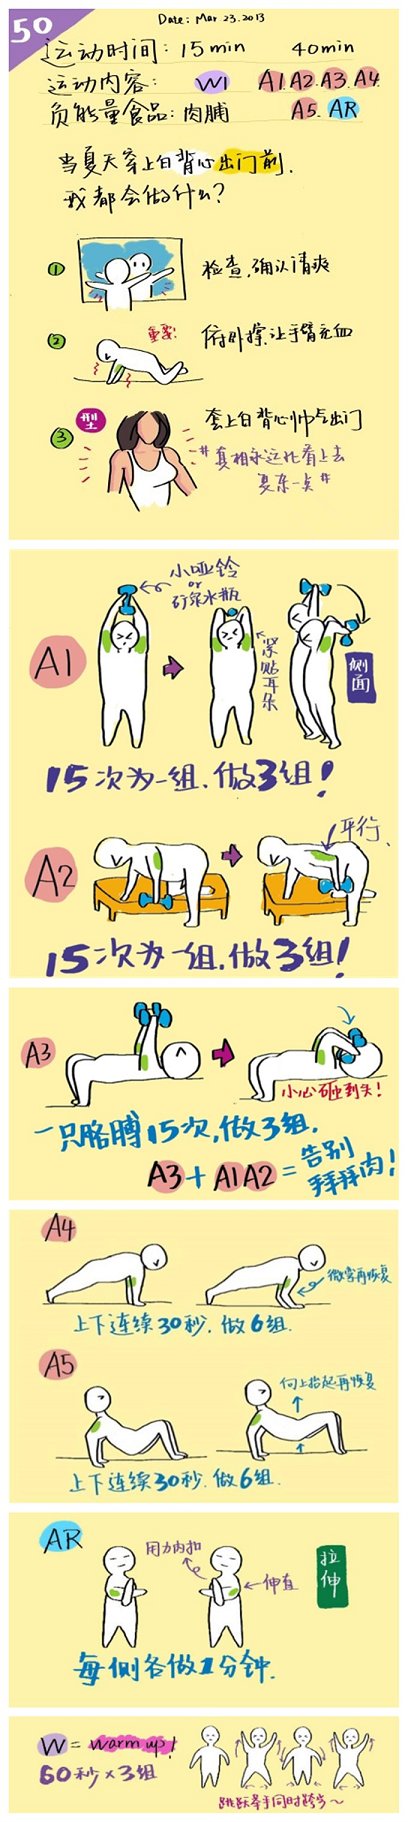 50
Date: Mar. 23. 2013
运动时间: 15min 40min
运动内容: W1 A1. A2. A3. A4.
负能量食品: 肉脯 A5. AR
当夏天穿上白背心出门前,
我都会做什么?
① 检查,确认清爽
② 重要! 俯卧撑,让手臂充血
③ 型 套上白背心帅气出门
#真相永远比看上去
复杂一点#
小哑铃
or
矿泉水瓶
A1
紧贴耳朵
侧面
15次为一组.做3组!
A2
平行.
15次为一组.做3组!
A3
小心砸到头!
一只胳膊15次,做3组.
A3+A1A2=告别
拜拜肉!
A4
微弯再恢复
上下连续30秒.做6组.
A5
向上抬起再恢复
上下连续30秒.做6组.
AR
用力内扣
伸直
拉伸
每侧各做1分钟.
W = warm up!
60秒×3组
跳跃举手同时跨步~